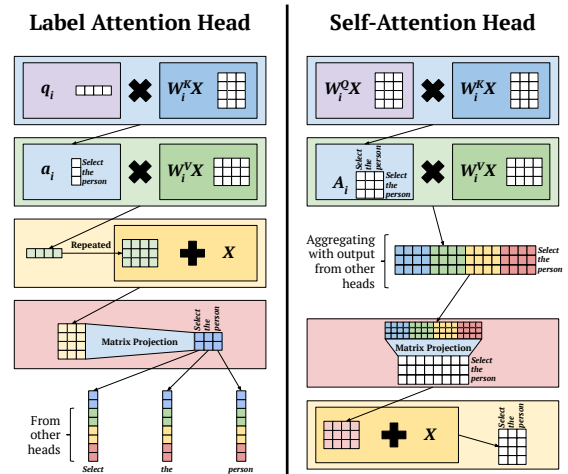 Label Attention Head
q_i
W_i^K X
a_i
Select
the
person
W_i^V X
Repeated
X
Matrix Projection
Select
the
person
From
other
heads
Select
the
person
Self-Attention Head
W_i^Q X
W_i^K X
A_i
Select
the
person
Select
the
person
W_i^V X
Aggregating
with output
from other
heads
Select
the
person
Matrix Projection
Select
the
person
X
Select
the
person